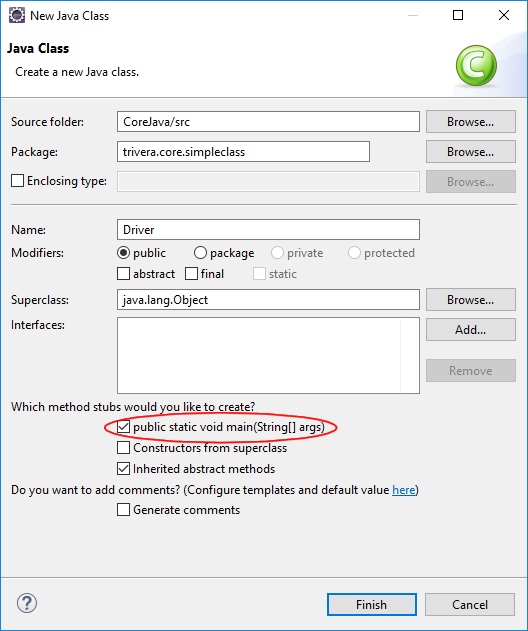 New Java Class
Java Class
Create a new Java class.
C
Source folder: CoreJava/src Browse...
Package: trivera.core.simpleclass Browse...
Enclosing type: Browse...
Name: Driver
Modifiers: public package private protected
abstract final static
Superclass: java.lang.Object Browse...
Interfaces: Add...
Remove
Which method stubs would you like to create?
public static void main(String[] args)
Constructors from superclass
Inherited abstract methods
Do you want to add comments? (Configure templates and default value here)
Generate comments
? Finish Cancel